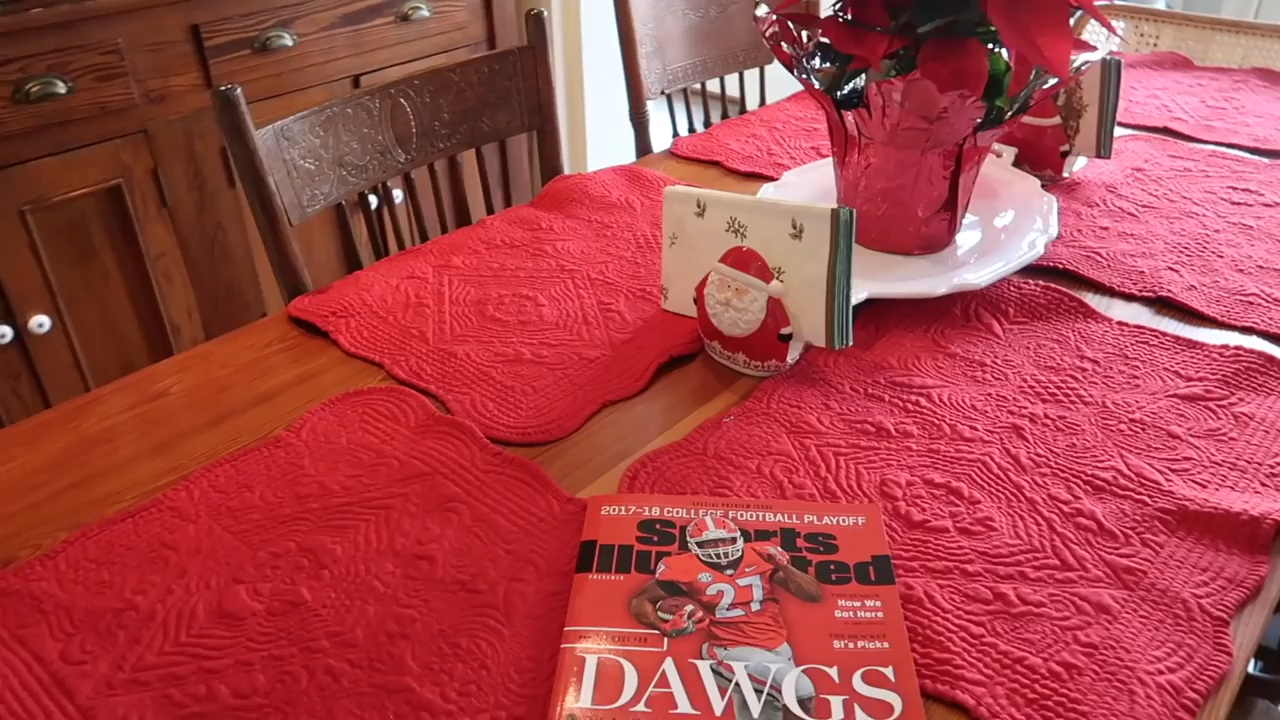 SPECIAL PREVIEW ISSUE
2017-18 COLLEGE FOOTBALL PLAYOFF
Sports
Illustrated
PRESENTS
27
How We
Got Here
THE BRACKET
SI's Picks
DAWGS